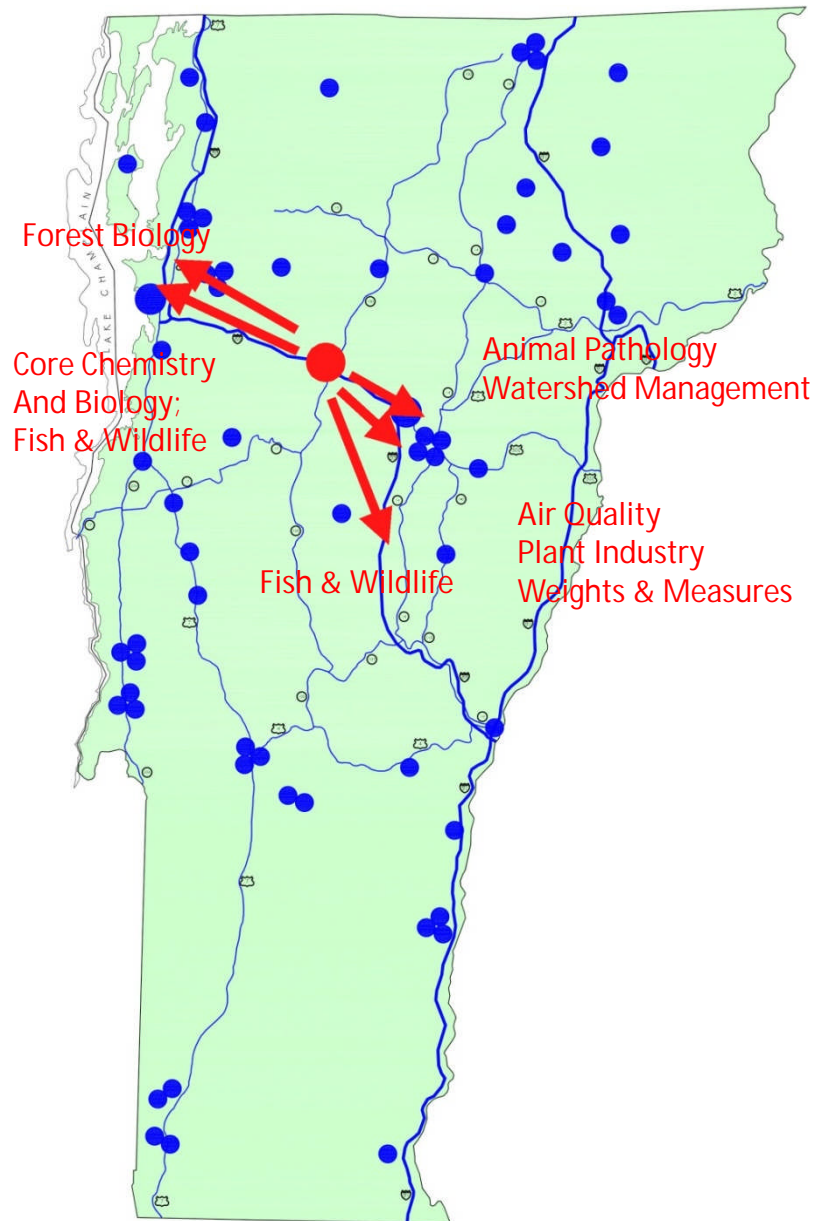 LAKE CHAMPLAIN
Forest Biology
Core Chemistry
And Biology;
Fish & Wildlife
Animal Pathology
Watershed Management
Air Quality
Plant Industry
Weights & Measures
Fish & Wildlife